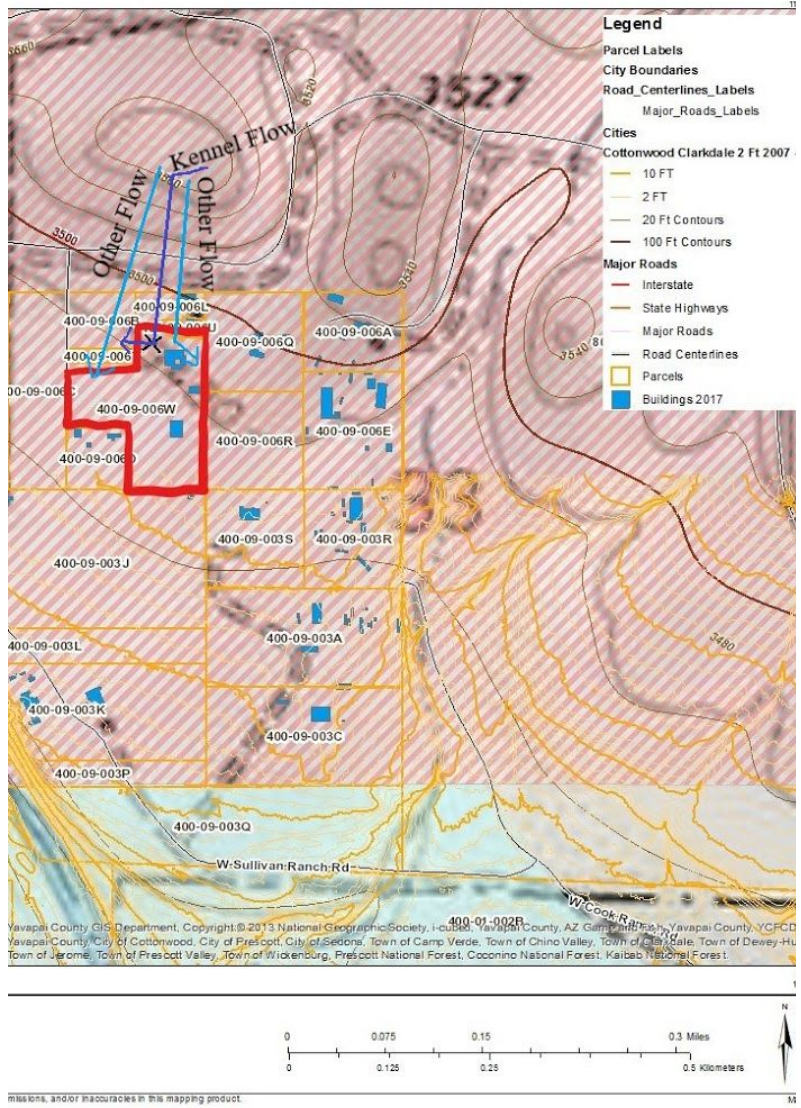 Legend
Parcel Labels
City Boundaries
Road_Centerlines_Labels
Major_Roads_Labels
Cities
Cottonwood Clarkdale 2 Ft 2007
10 FT
2 FT
20 Ft Contours
100 Ft Contours
Major Roads
Interstate
State Highways
Major Roads
Road Centerlines
Parcels
Buildings 2017
3560
3520
3527
Kennel Flow
Other Flow
Other Flow
3500
3500
3540
3540
400-09-006L
400-09-006B
400-09-006Q
400-09-006A
400-09-006
400-09-006W
400-09-006R
400-09-006E
400-09-003S
400-09-003R
400-09-003J
400-09-003A
400-09-003L
3480
400-09-003K
400-09-003C
400-09-003P
400-09-003Q
W Sullivan Ranch Rd
W Cook Ranch Rd
400-01-002B
Yavapai County GIS Department, Copyright:© 2013 National Geographic Society, i-cubed, Yavapai County, AZ Game and Fish, Yavapai County, YCFCD
Yavapai County, City of Cottonwood, City of Prescott, City of Sedona, Town of Camp Verde, Town of Chino Valley, Town of Clarkdale, Town of Dewey-Hu
Town of Jerome, Town of Prescott Valley, Town of Wickenburg, Prescott National Forest, Coconino National Forest, Kaibab National Forest.
0 0.075 0.15 0.3 Miles
0 0.125 0.25 0.5 Kilometers
N
missions, and/or inaccuracies in this mapping product.